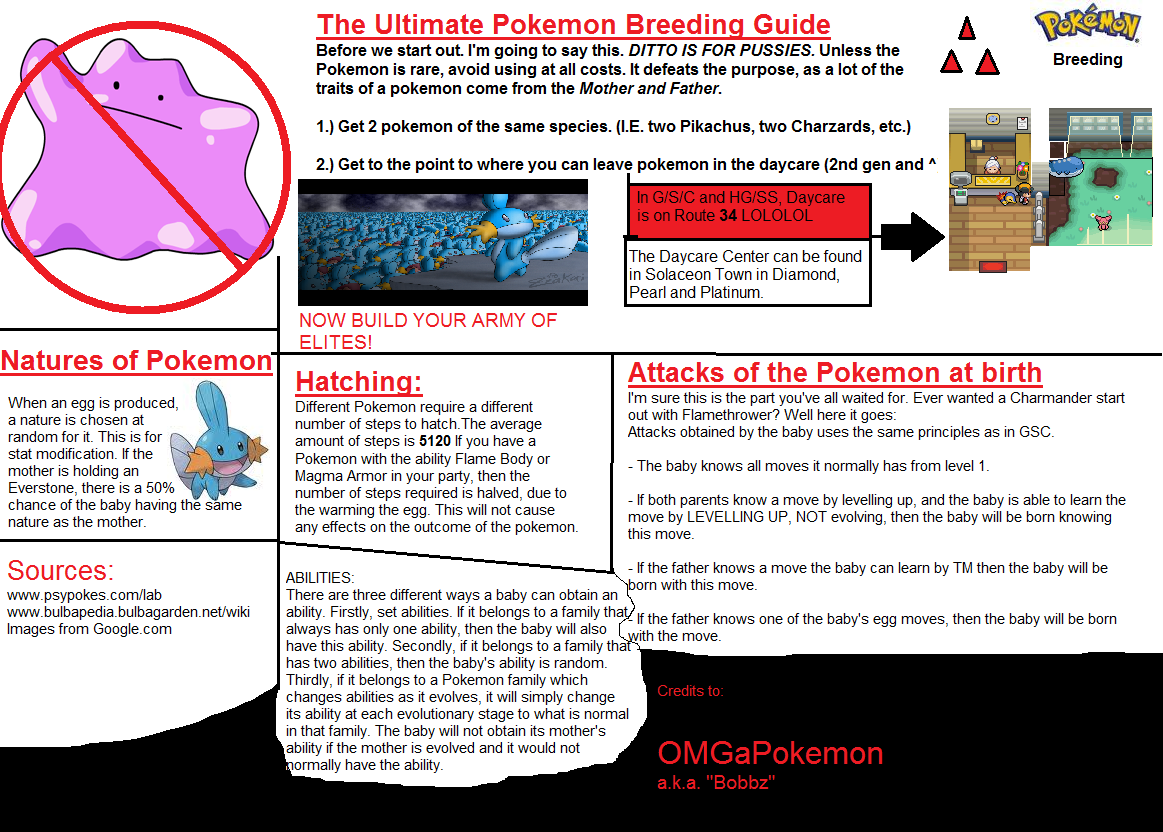 The Ultimate Pokemon Breeding Guide
Before we start out. I'm going to say this. DITTO IS FOR PUSSIES. Unless the
Pokemon is rare, avoid using at all costs. It defeats the purpose, as a lot of the
traits of a pokemon come from the Mother and Father.
1.) Get 2 pokemon of the same species. (I.E. two Pikachus, two Charzards, etc.)
2.) Get to the point to where you can leave pokemon in the daycare (2nd gen and ^
POKéMON
Breeding
In G/S/C and HG/SS, Daycare
is on Route 34 LOLOLOL
The Daycare Center can be found
in Solaceon Town in Diamond,
Pearl and Platinum.
NOW BUILD YOUR ARMY OF
ELITES!
Natures of Pokemon
When an egg is produced,
a nature is chosen at
random for it. This is for
stat modification. If the
mother is holding an
Everstone, there is a 50%
chance of the baby having the same
nature as the mother.
Hatching:
Different Pokemon require a different
number of steps to hatch.The average
amount of steps is 5120 If you have a
Pokemon with the ability Flame Body or
Magma Armor in your party, then the
number of steps required is halved, due to
the warming the egg. This will not cause
any effects on the outcome of the pokemon.
Attacks of the Pokemon at birth
I'm sure this is the part you've all waited for. Ever wanted a Charmander start
out with Flamethrower? Well here it goes:
Attacks obtained by the baby uses the same principles as in GSC.
- The baby knows all moves it normally has from level 1.
- If both parents know a move by levelling up, and the baby is able to learn the
move by LEVELLING UP, NOT evolving, then the baby will be born knowing
this move.
- If the father knows a move the baby can learn by TM then the baby will be
born with this move.
- If the father knows one of the baby's egg moves, then the baby will be born
with the move.
Sources:
www.psypokes.com/lab
www.bulbapedia.bulbagarden.net/wiki
Images from Google.com
ABILITIES:
There are three different ways a baby can obtain an
ability. Firstly, set abilities. If it belongs to a family that
always has only one ability, then the baby will also
have this ability. Secondly, if it belongs to a family that
has two abilities, then the baby's ability is random.
Thirdly, if it belongs to a Pokemon family which
changes abilities as it evolves, it will simply change
its ability at each evolutionary stage to what is normal
in that family. The baby will not obtain its mother's
ability if the mother is evolved and it would not
normally have the ability.
Credits to:
OMGaPokemon
a.k.a. "Bobbz"